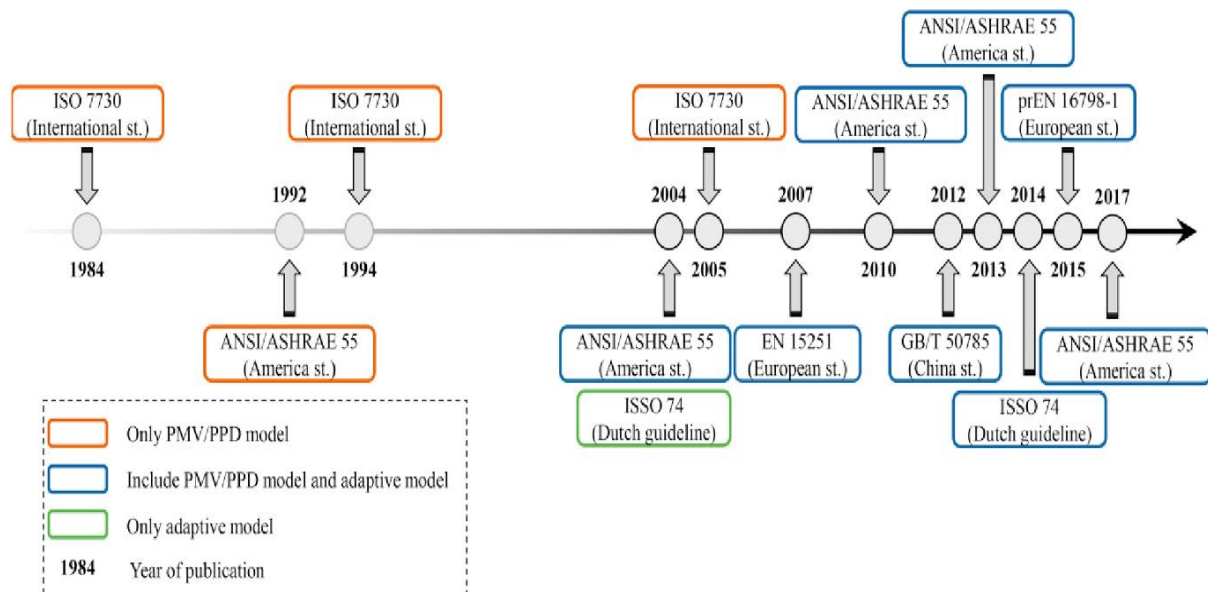 ANSI/ASHRAE 55
(America st.)
ISO 7730
(International st.)
ISO 7730
(International st.)
ISO 7730
(International st.)
ANSI/ASHRAE 55
(America st.)
prEN 16798-1
(European st.)
1992
2004
2007
2012
2014
2017
1984
1994
2005
2010
2013
2015
ANSI/ASHRAE 55
(America st.)
ANSI/ASHRAE 55
(America st.)
EN 15251
(European st.)
GB/T 50785
(China st.)
ANSI/ASHRAE 55
(America st.)
ISSO 74
(Dutch guideline)
ISSO 74
(Dutch guideline)
Only PMV/PPD model
Include PMV/PPD model and adaptive model
Only adaptive model
1984 Year of publication